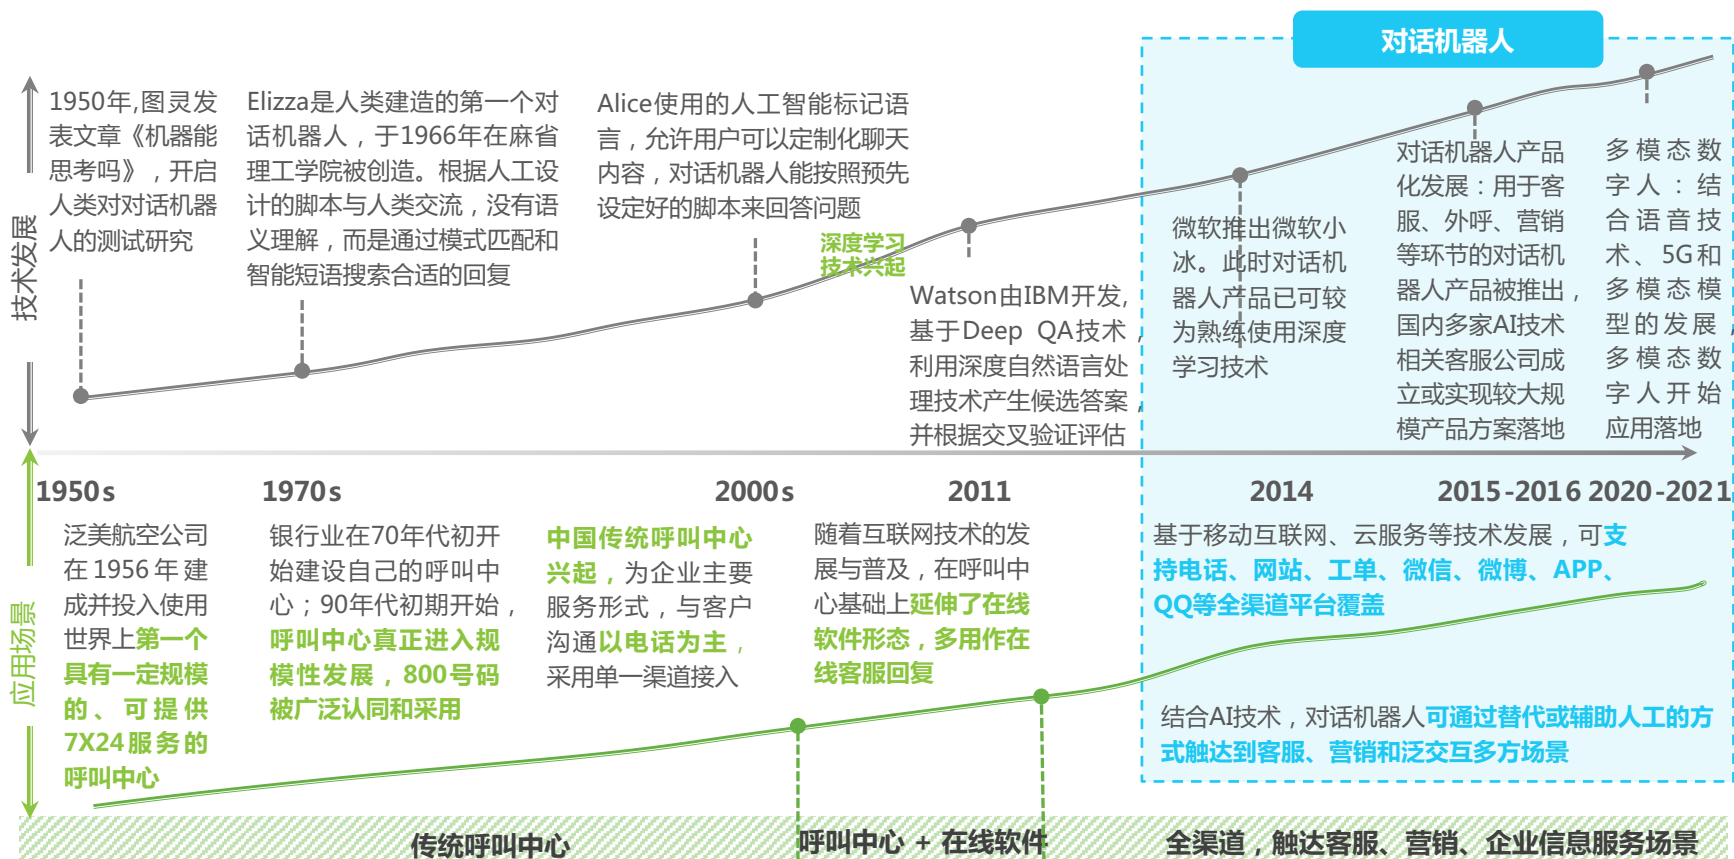 对话机器人
技术发展
1950年,图灵发
表文章《机器能
思考吗》，开启
人类对对话机器
人的测试研究
Elizza是人类建造的第一个对
话机器人，于1966年在麻省
理工学院被创造。根据人工设
计的脚本与人类交流，没有语
义理解，而是通过模式匹配和
智能短语搜索合适的回复
Alice使用的人工智能标记语
言，允许用户可以定制化聊天
内容，对话机器人能按照预先
设定好的脚本来回答问题
深度学习
技术兴起
Watson由IBM开发,
基于Deep QA技术，
利用深度自然语言处
理技术产生候选答案，
并根据交叉验证评估
微软推出微软小
冰。此时对话机
器人产品已可较
为熟练使用深度
学习技术
对话机器人产品
化发展：用于客
服、外呼、营销
等环节的对话机
器人产品被推出，
国内多家AI技术
相关客服公司成
立或实现较大规
模产品方案落地
多模态数
字人：结
合语音技
术、5G和
多模态模
型的发展，
多模态数
字人开始
应用落地
1950s
1970s
2000s
2011
2014
2015-2016
2020-2021
应用场景
泛美航空公司
在1956年建
成并投入使用
世界上第一个
具有一定规模
的、可提供
7X24服务的
呼叫中心
银行业在70年代初开
始建设自己的呼叫中
心；90年代初期开始，
呼叫中心真正进入规
模性发展，800号码
被广泛认同和采用
中国传统呼叫中心
兴起，为企业主要
服务形式，与客户
沟通以电话为主，
采用单一渠道接入
随着互联网技术的发
展与普及，在呼叫中
心基础上延伸了在线
软件形态，多用作在
线客服回复
基于移动互联网、云服务等技术发展，可支
持电话、网站、工单、微信、微博、APP、
QQ等全渠道平台覆盖
结合AI技术，对话机器人可通过替代或辅助人工的方
式触达到客服、营销和泛交互多方场景
传统呼叫中心
呼叫中心 + 在线软件
全渠道，触达客服、营销、企业信息服务场景